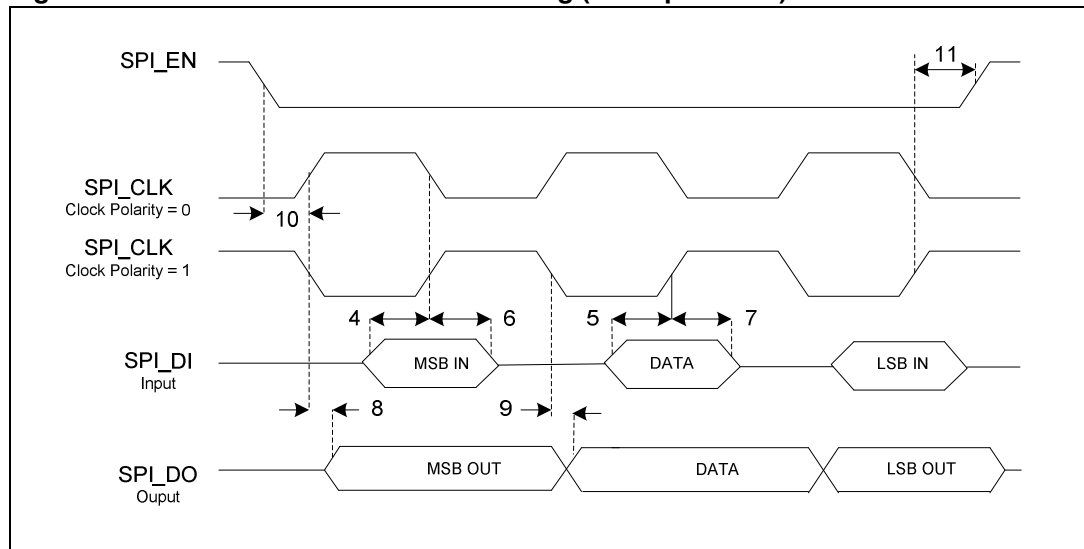 SPI_EN
11
SPI_CLK
Clock Polarity = 0
10
SPI_CLK
Clock Polarity = 1
4
6
5
7
SPI_DI
Input
MSB IN
DATA
LSB IN
8
9
SPI_DO
Ouput
MSB OUT
DATA
LSB OUT